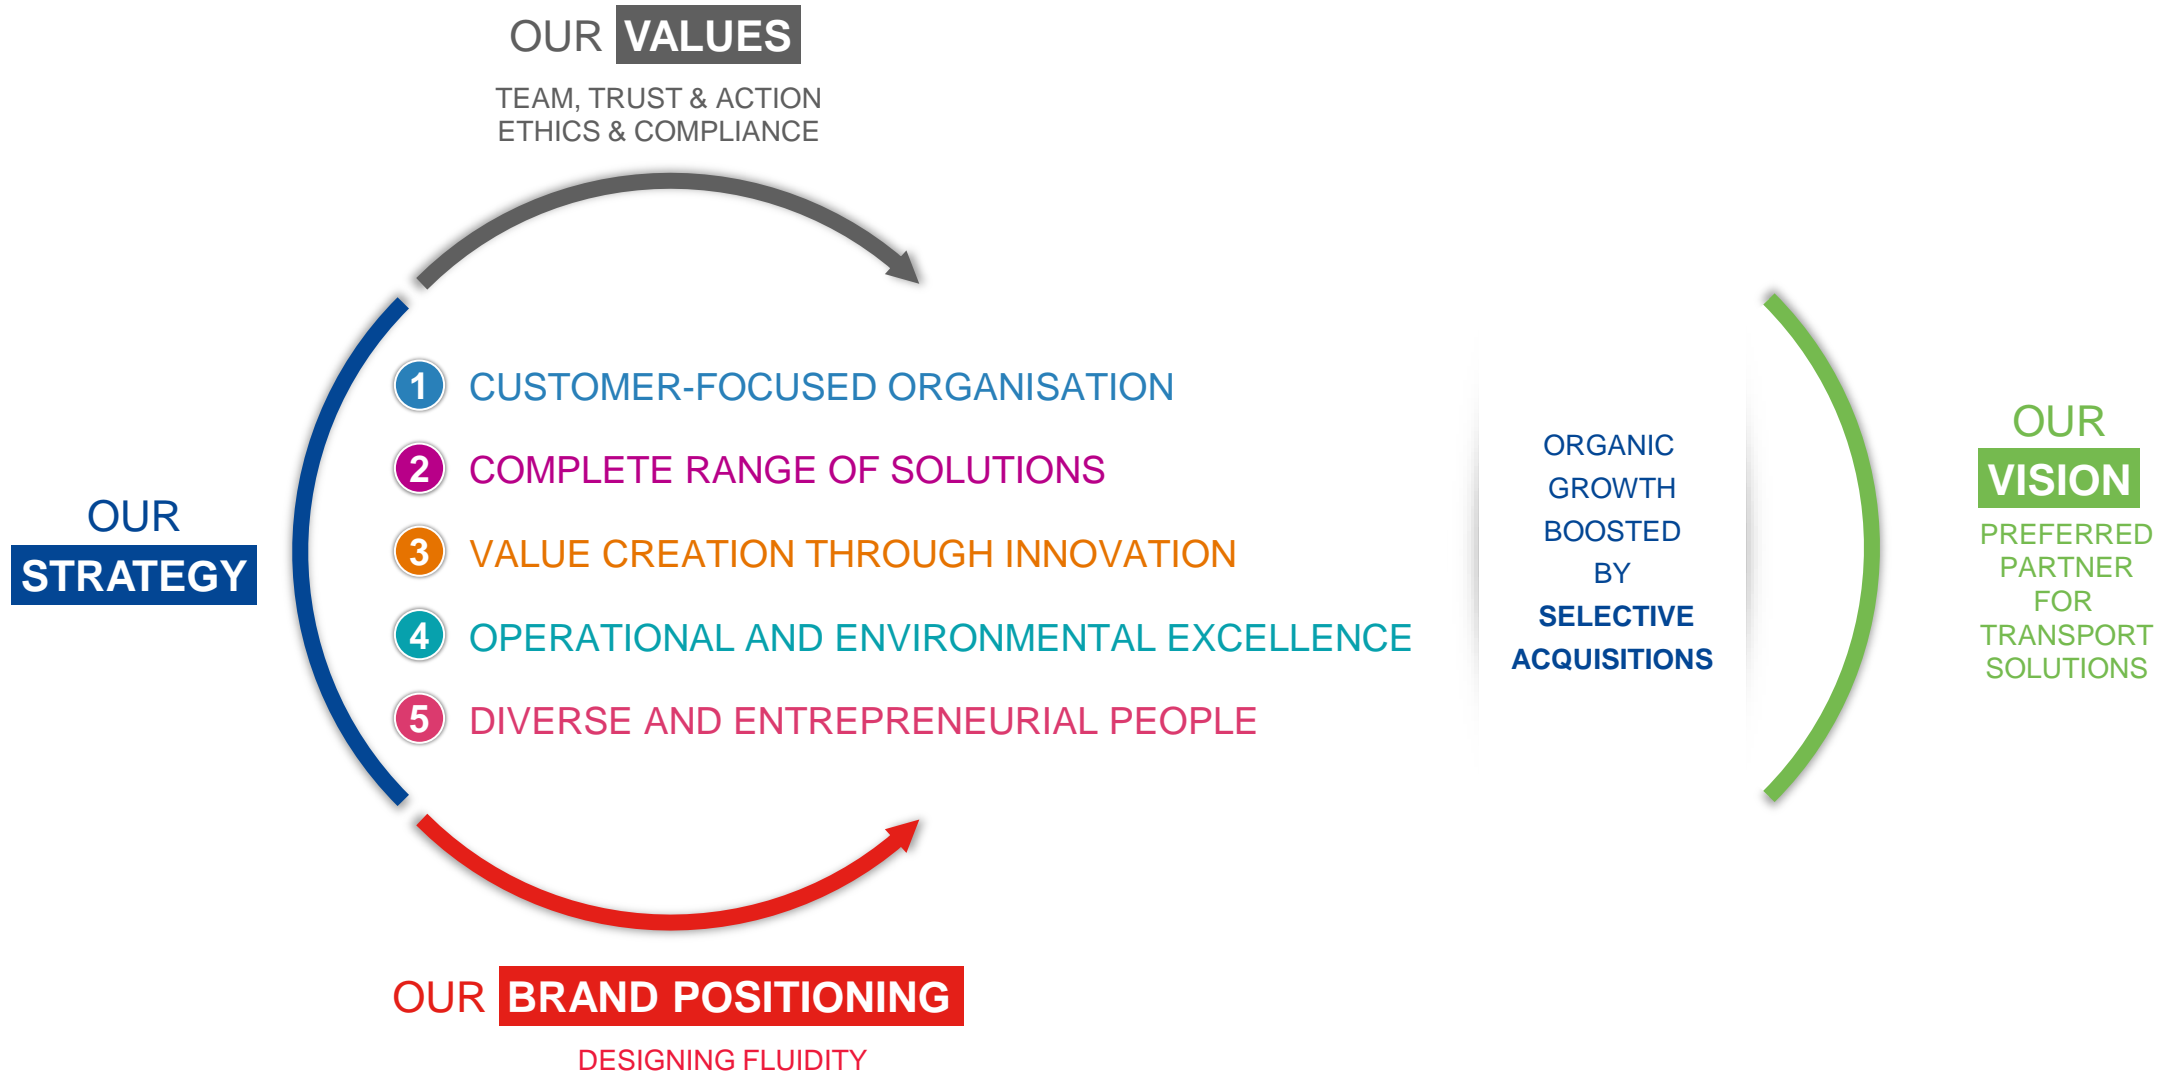 OUR VALUES
TEAM, TRUST & ACTION
ETHICS & COMPLIANCE
OUR
STRATEGY
1 CUSTOMER-FOCUSED ORGANISATION
2 COMPLETE RANGE OF SOLUTIONS
3 VALUE CREATION THROUGH INNOVATION
4 OPERATIONAL AND ENVIRONMENTAL EXCELLENCE
5 DIVERSE AND ENTREPRENEURIAL PEOPLE
ORGANIC
GROWTH
BOOSTED
BY
SELECTIVE
ACQUISITIONS
OUR
VISION
PREFERRED
PARTNER
FOR
TRANSPORT
SOLUTIONS
OUR BRAND POSITIONING
DESIGNING FLUIDITY